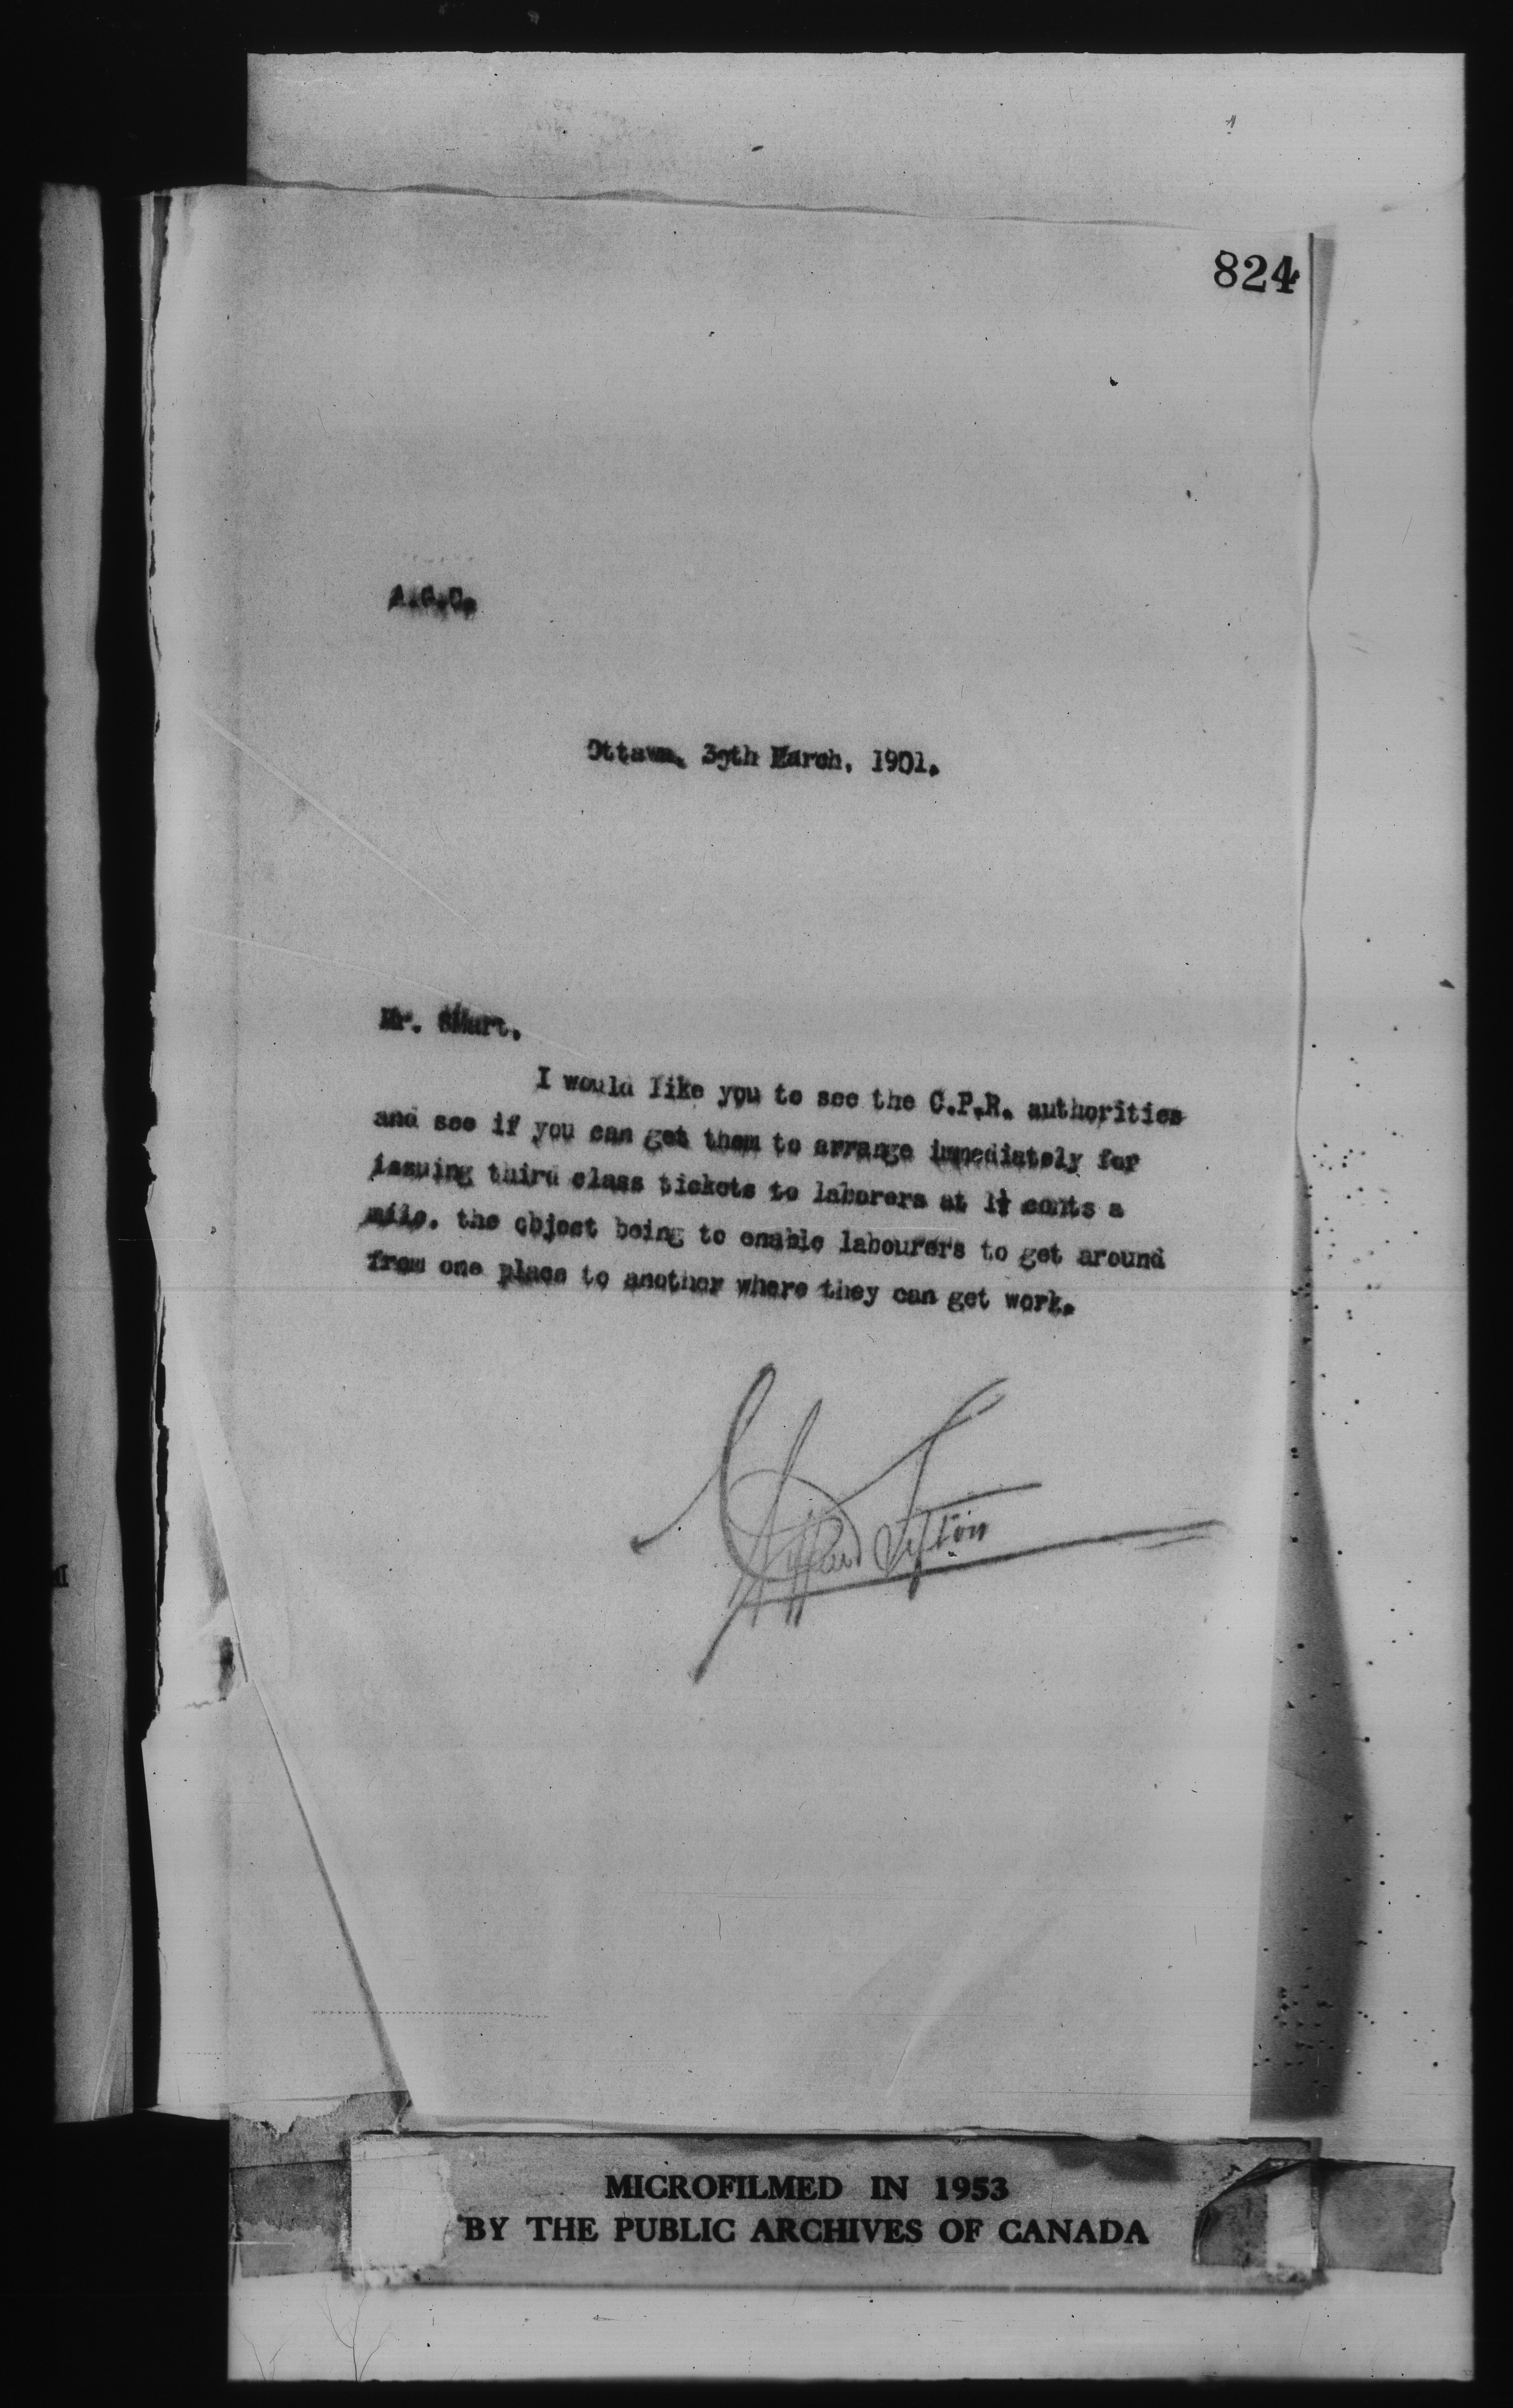 824
A.C.C.
Ottawa, 30th March, 1901.
Mr. Smart.
I would like you to see the C.P.R. authorities
and see if you can get them to arrange immediately for
issuing third class tickets to laborers at 1½ cents a
mile, the object being to enable labourers to get around
from one place to another where they can get work.
Clifford Sifton
MICROFILMED IN 1953
BY THE PUBLIC ARCHIVES OF CANADA